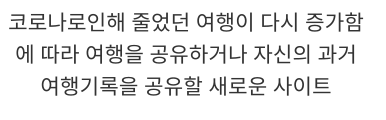 코로나로인해 줄었던 여행이 다시 증가함
에 따라 여행을 공유하거나 자신의 과거
여행기록을 공유할 새로운 사이트